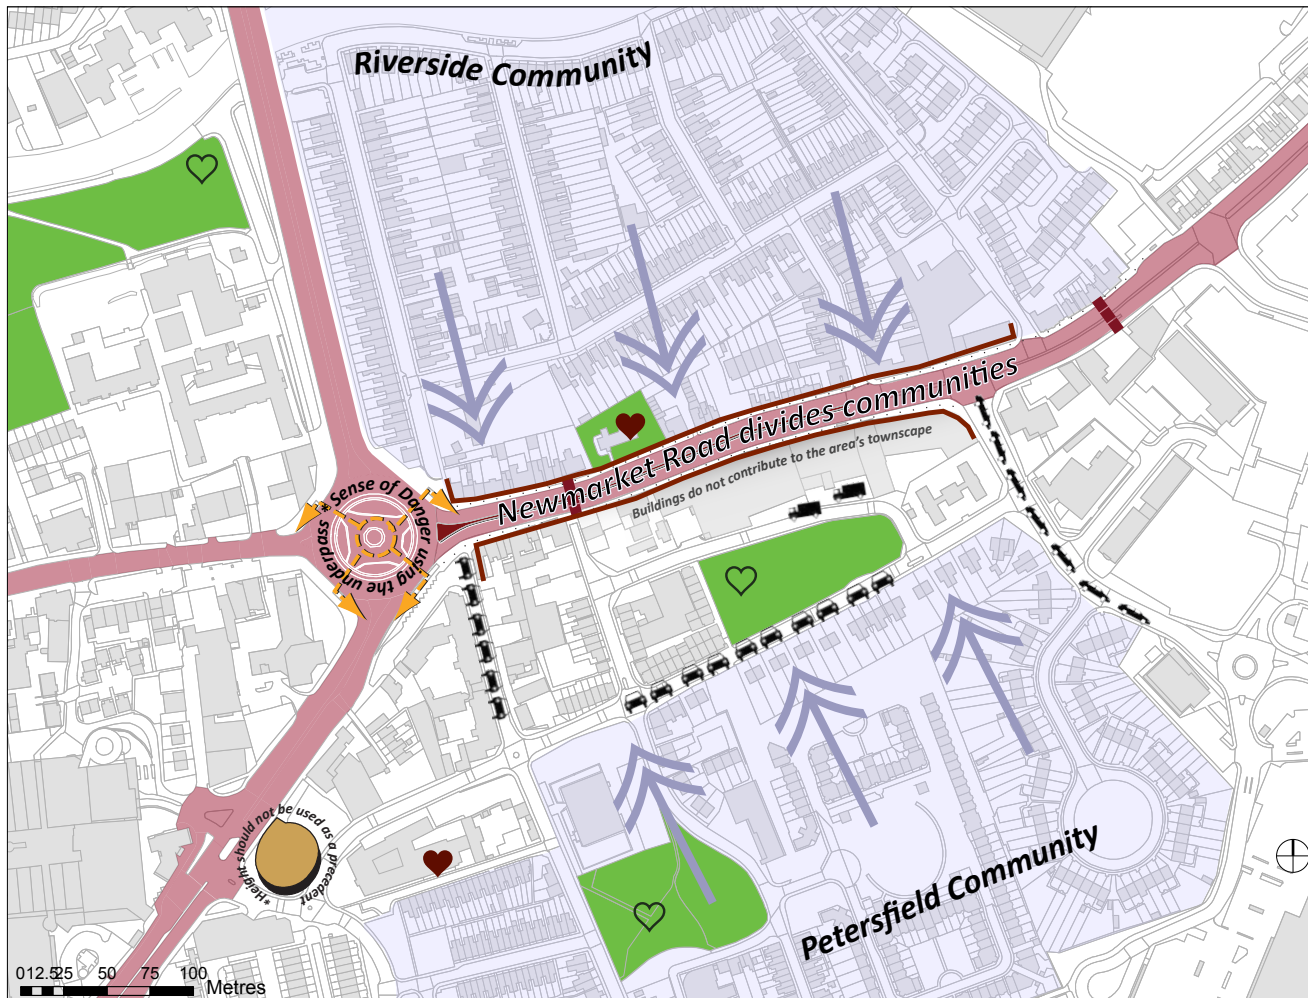 Riverside Community
Newmarket Road divides communities
Buildings do not contribute to the area's townscape
* Sense of Danger using the underpass
*Height should not be used as a precedent
Petersfield Community
0 12.5 25 50 75 100
Metres